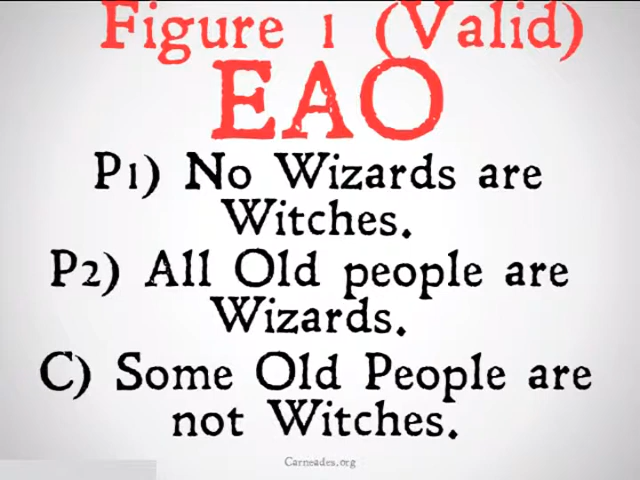 Figure 1 (Valid)
EAO
P1) No Wizards are
Witches.
P2) All Old people are
Wizards.
C) Some Old People are
not Witches.
Carneades.org